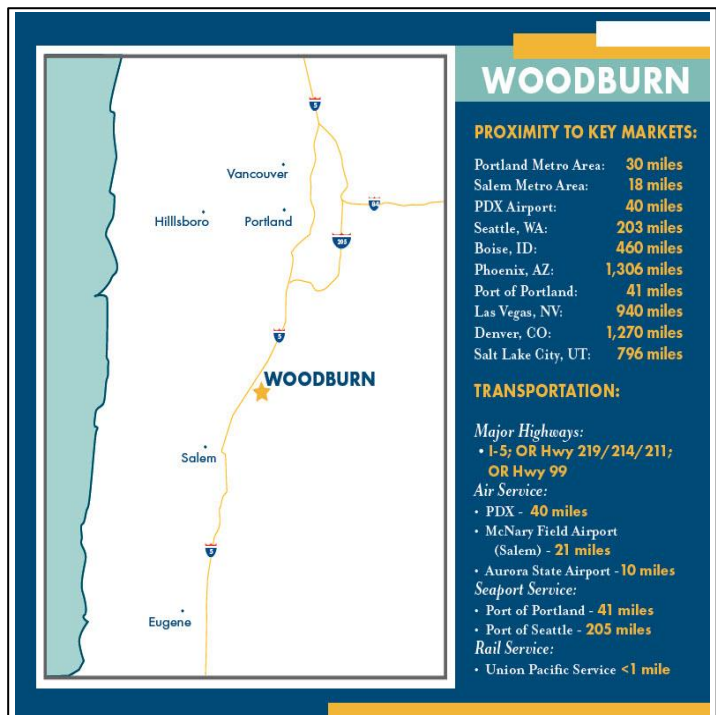 WOODBURN
PROXIMITY TO KEY MARKETS:
Portland Metro Area: 30 miles
Salem Metro Area: 18 miles
PDX Airport: 40 miles
Seattle, WA: 203 miles
Boise, ID: 460 miles
Phoenix, AZ: 1,306 miles
Port of Portland: 41 miles
Las Vegas, NV: 940 miles
Denver, CO: 1,270 miles
Salt Lake City, UT: 796 miles
TRANSPORTATION:
Major Highways:
• I-5; OR Hwy 219/214/211;
OR Hwy 99
Air Service:
• PDX - 40 miles
• McNary Field Airport
(Salem) - 21 miles
• Aurora State Airport - 10 miles
Seaport Service:
• Port of Portland - 41 miles
• Port of Seattle - 205 miles
Rail Service:
• Union Pacific Service <1 mile
5
Vancouver
84
Hilllsboro
Portland
205
5
WOODBURN
Salem
5
Eugene